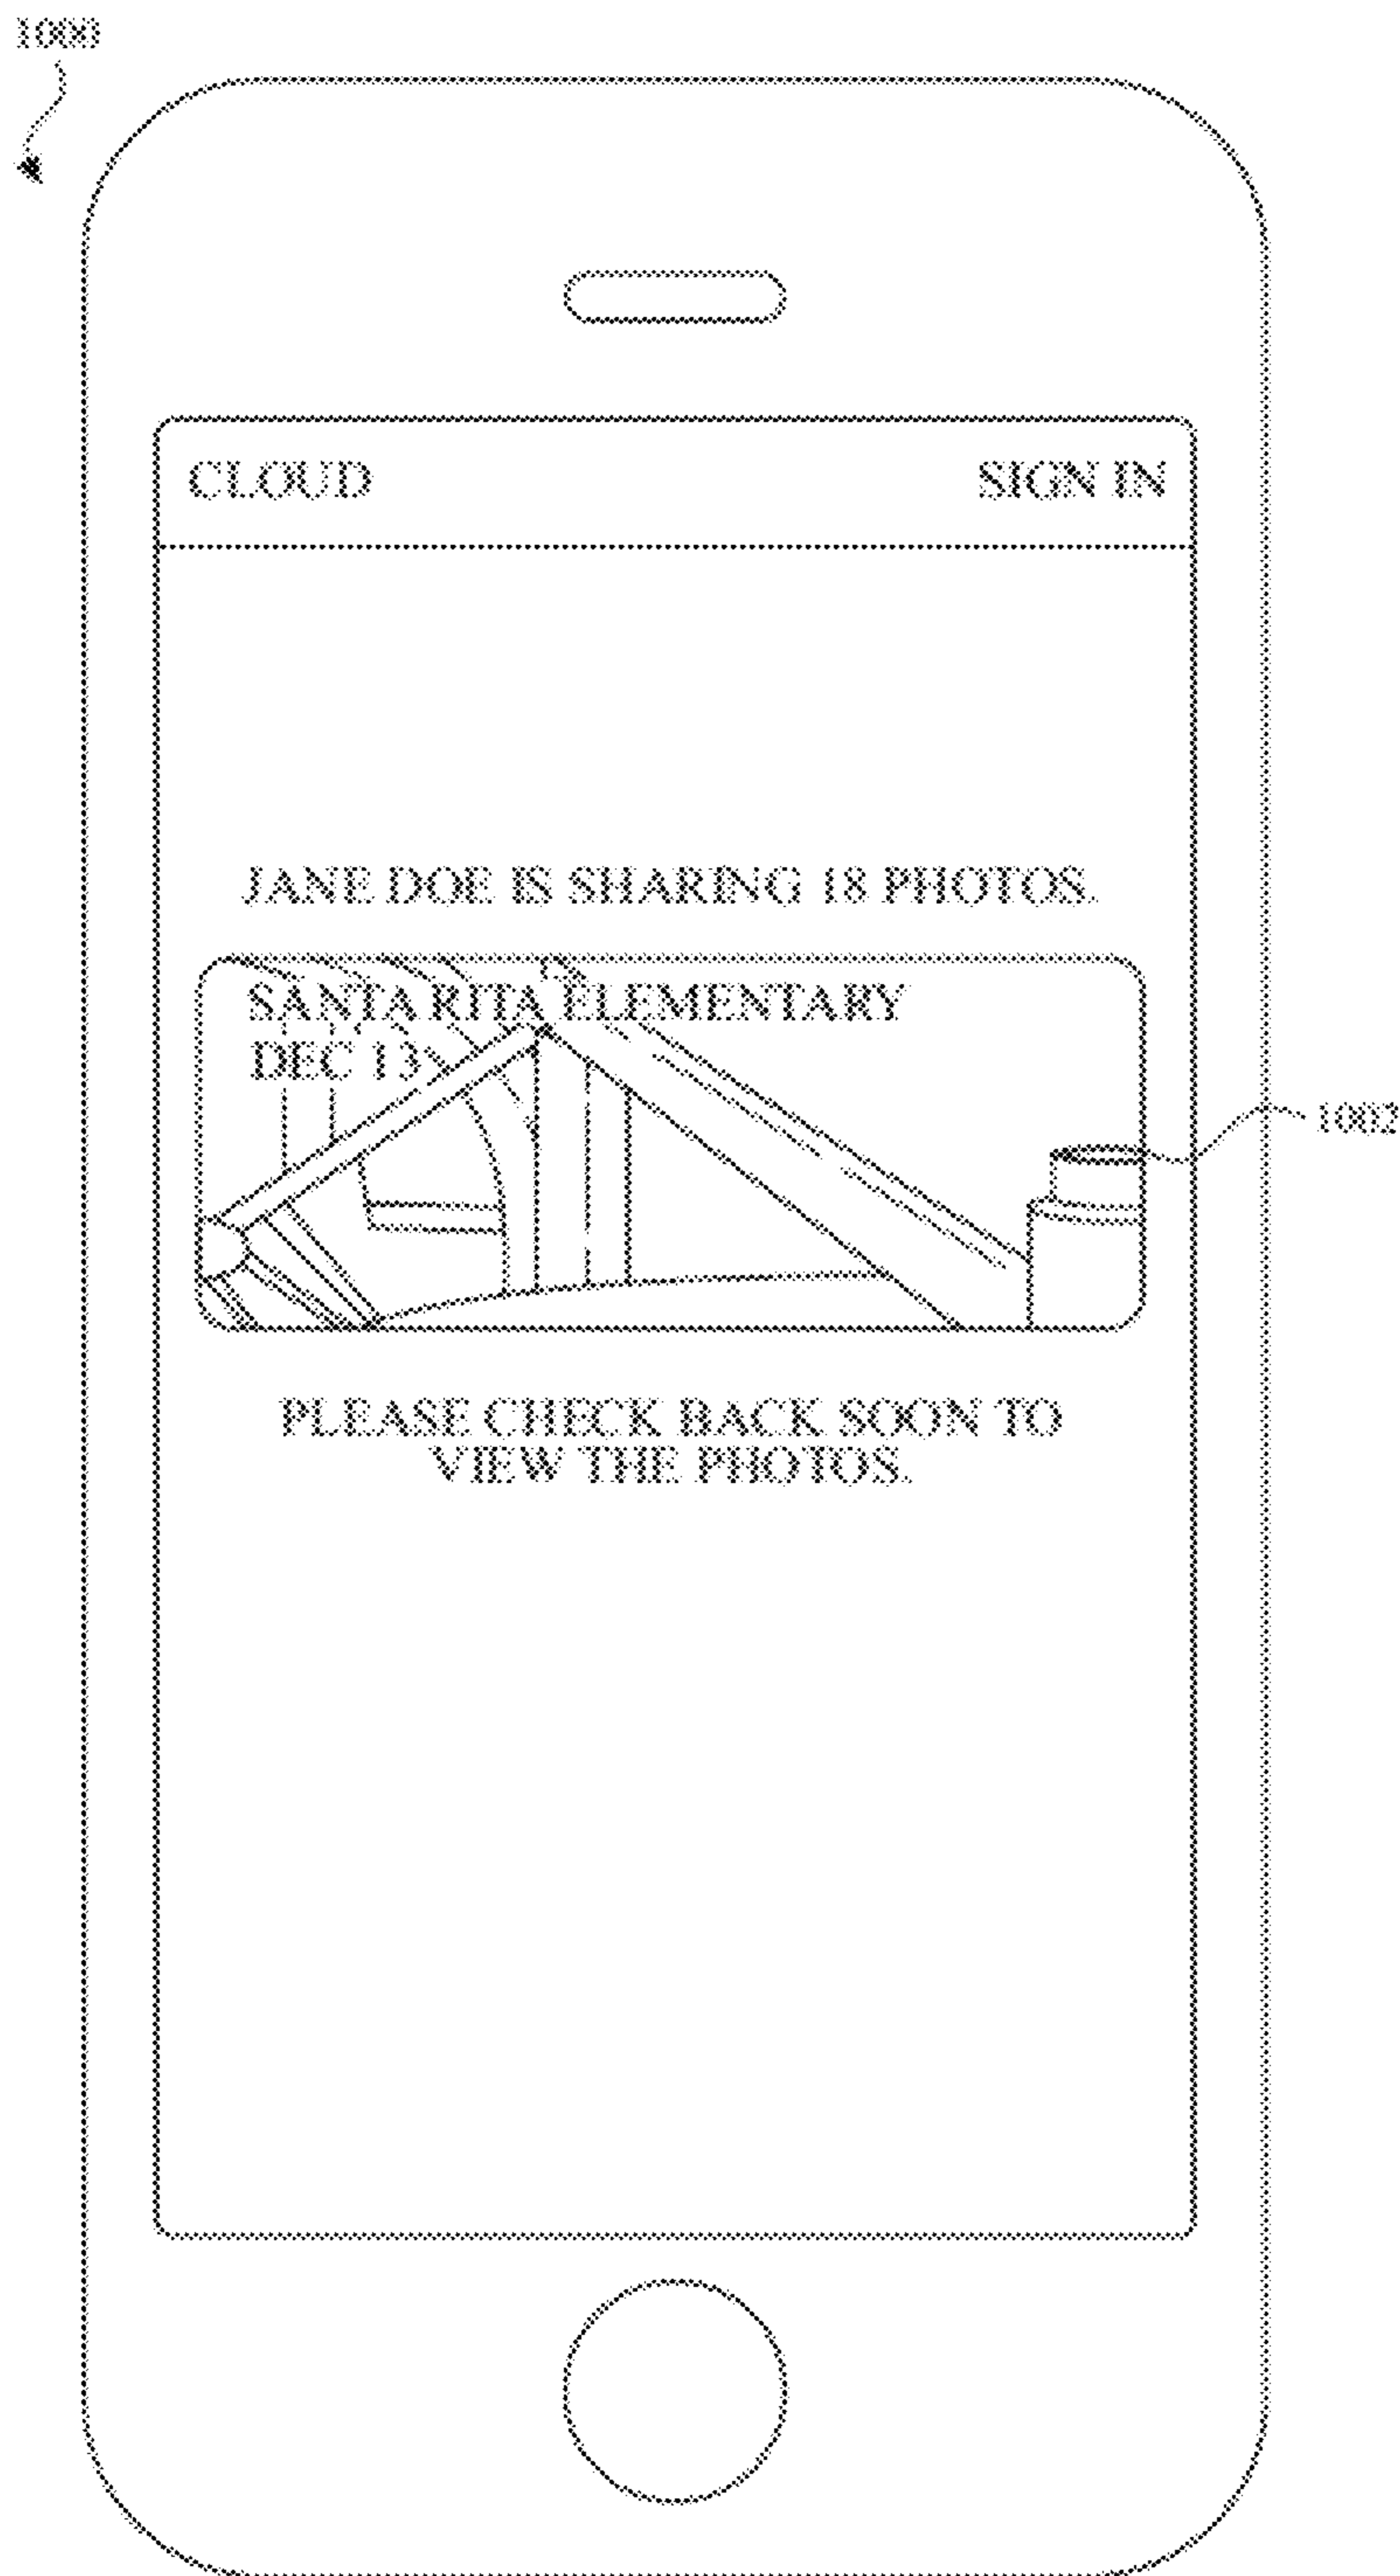 1000
CLOUD SIGN IN
JANE DOE IS SHARING 18 PHOTOS.
SANTA RITA ELEMENTARY
DEC 13
1002
PLEASE CHECK BACK SOON TO
VIEW THE PHOTOS.